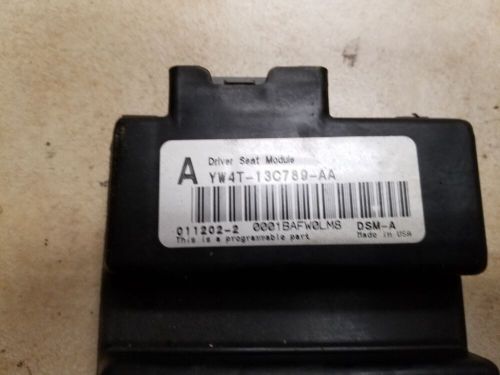 Driver Seat Module
A YW4T-13C789-AA
011202-2 0001BAFW0LM8 DSM-A
This is a programmable part Made in USA